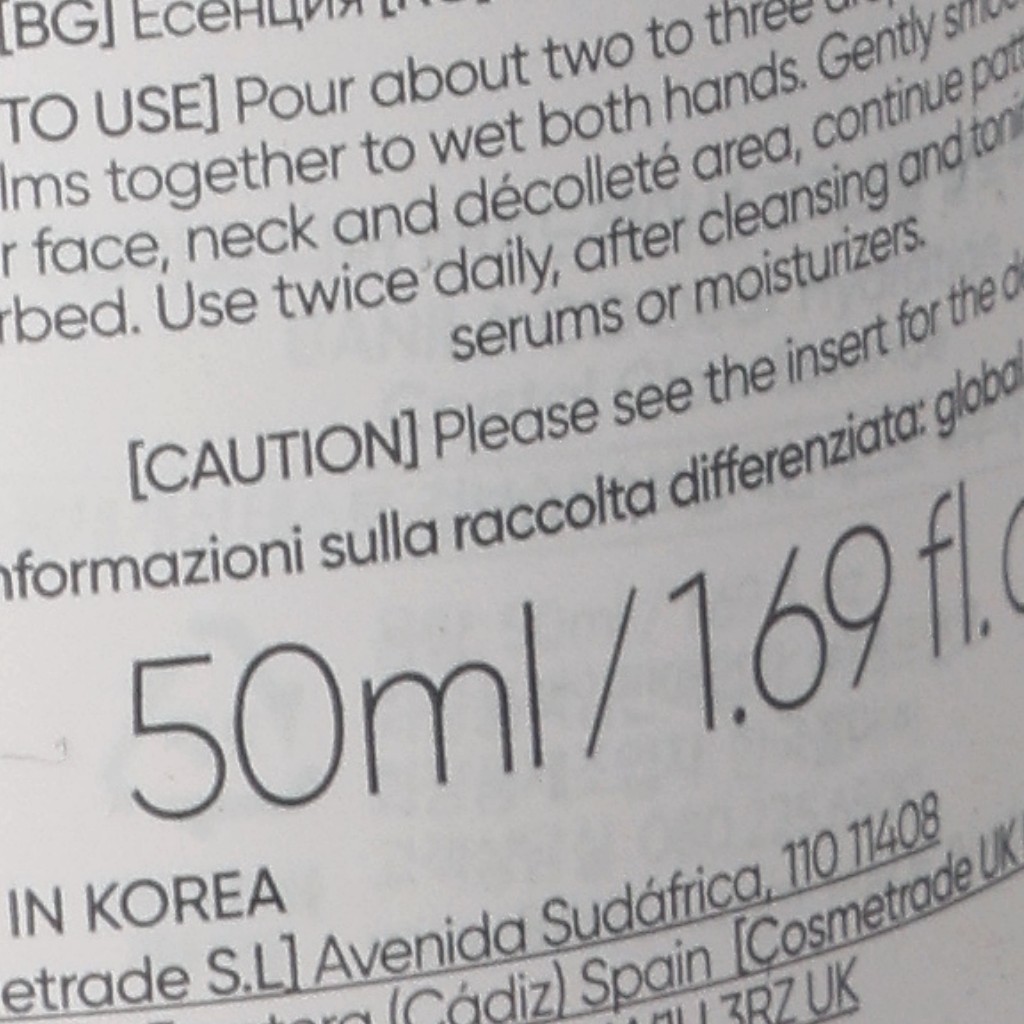 [BG] Есенция
TO USE] Pour about two to three
lms together to wet both hands. Gently
r face, neck and décolleté area, continue
rbed. Use twice daily, after cleansing and
serums or moisturizers.
[CAUTION] Please see the insert for the
nformazioni sulla raccolta differenziata: global
50ml / 1.69 fl.
IN KOREA
etrade S.L] Avenida Sudáfrica, 110 11408
(Cádiz) Spain [Cosmetrade UK
3RZ UK